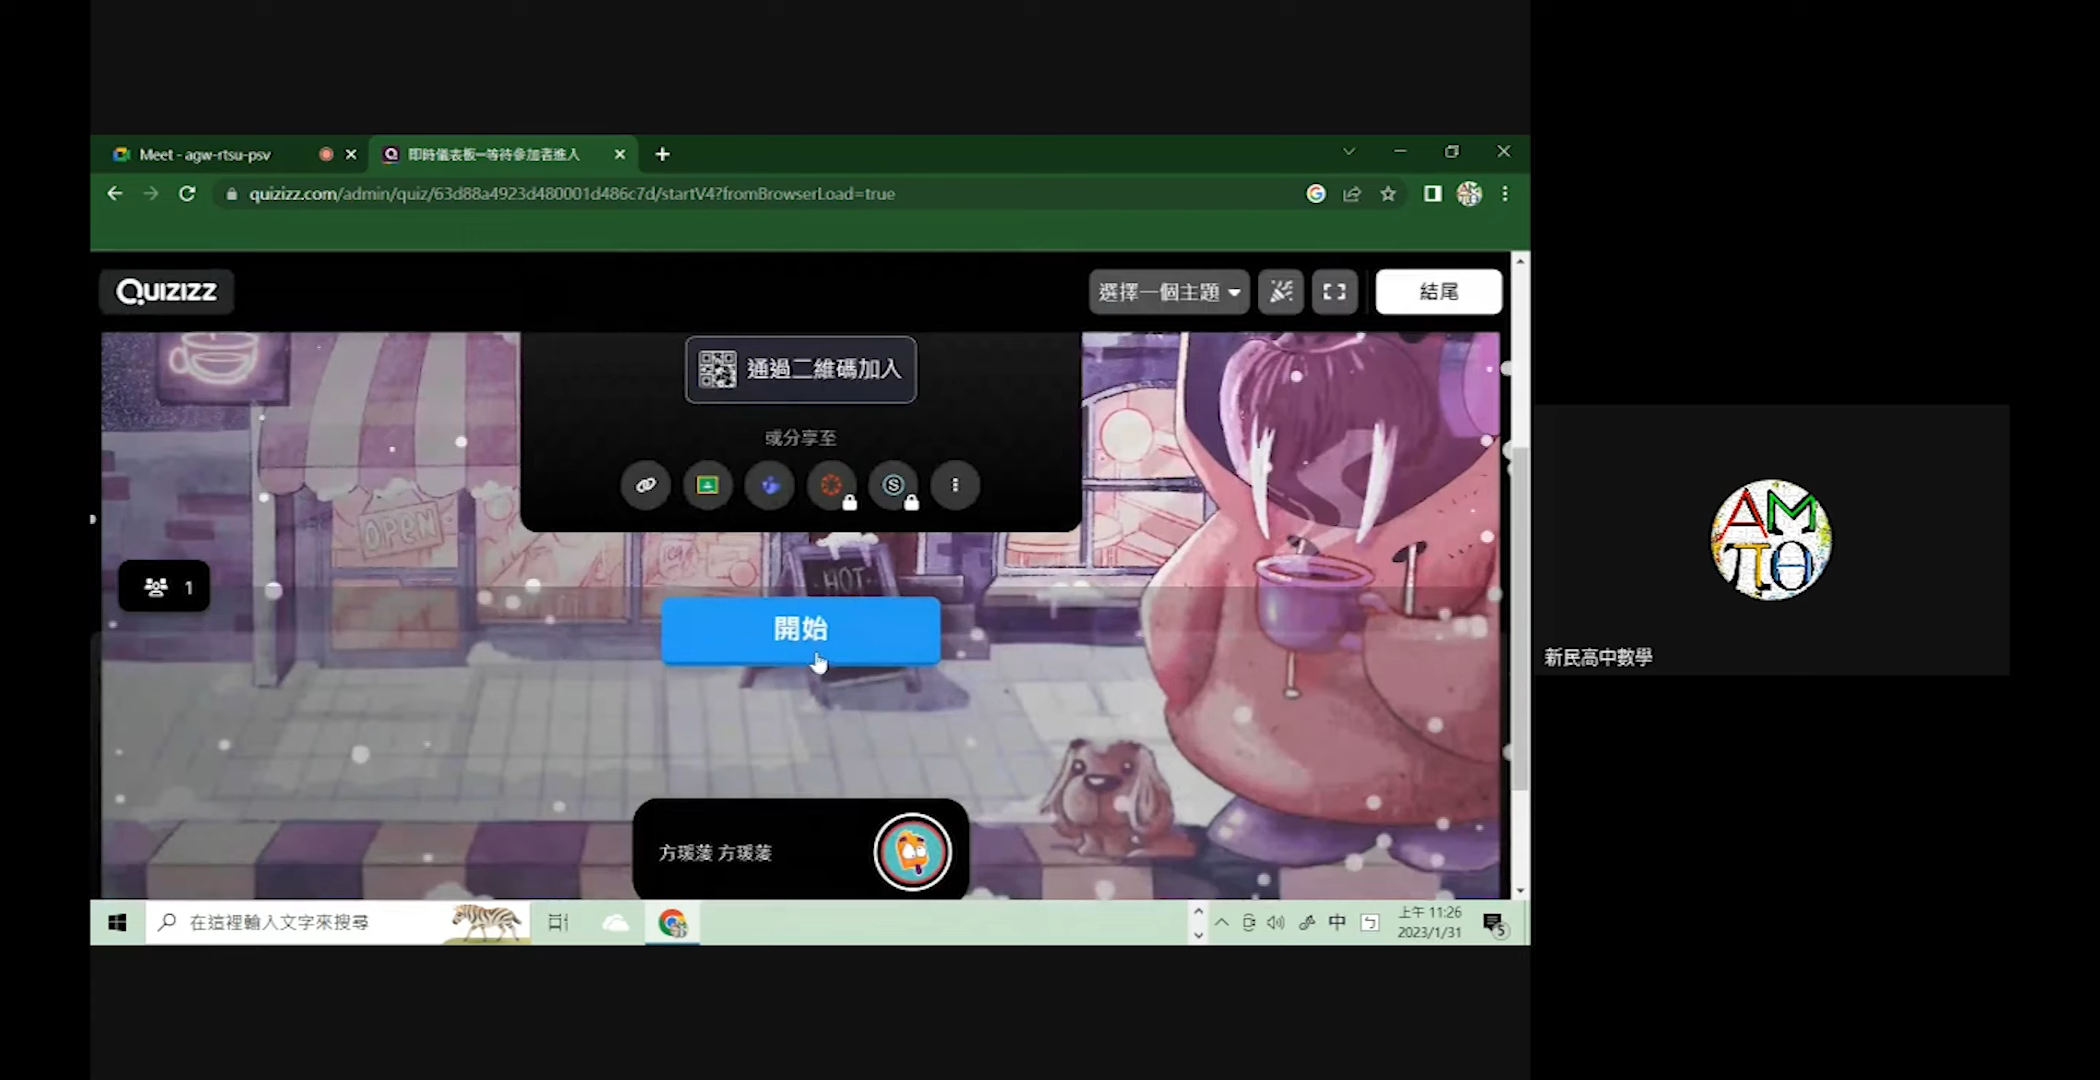 Meet - agw-rtsu-psv
即時儀表板–等待參加者進入
quizizz.com/admin/quiz/63d88a4923d480001d486c7d/startV4?fromBrowserLoad=true
QUIZIZZ
選擇一個主題
結尾
通過二維碼加入
或分享至
OPEN
HOT
1
開始
方瑗蓤 方瑗蓤
AM
πθ
新民高中數學
在這裡輸入文字來搜尋
中
ㄅ
上午 11:26
2023/1/31
5